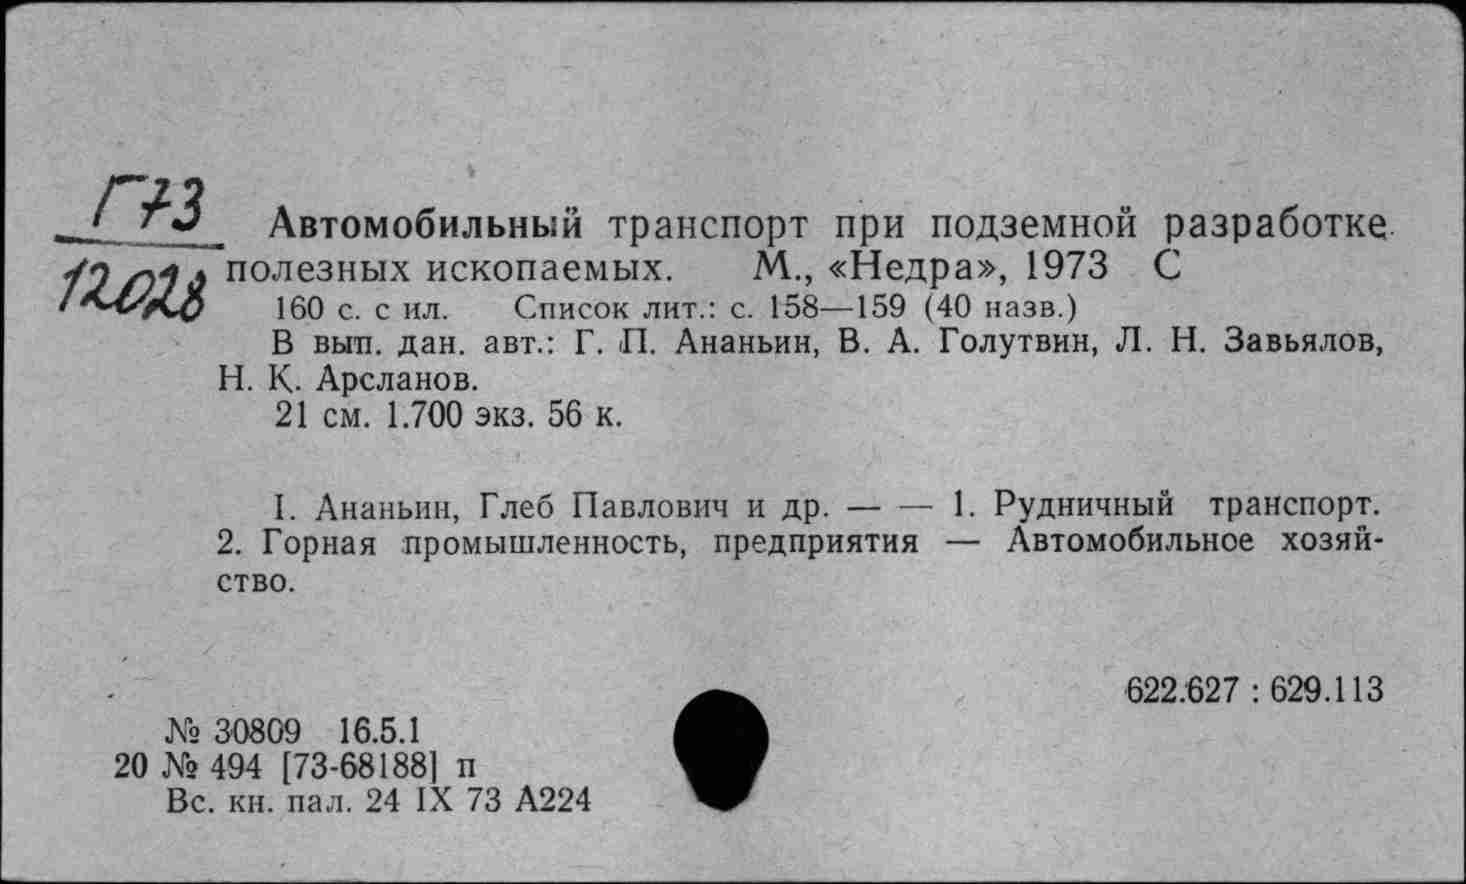 Г73
12028
Автомобильный транспорт при подземной разработке
полезных ископаемых. М., «Недра», 1973 С
160 с. с ил. Список лит.: с. 158—159 (40 назв.)
В вып. дан. авт.: Г. П. Ананьин, В. А. Голутвин, Л. Н. Завьялов,
Н. К. Арсланов.
21 см. 1.700 экз. 56 к.
I. Ананьин, Глеб Павлович и др. — — 1. Рудничный транспорт.
2. Горная промышленность, предприятия — Автомобильное хозяй-
ство.
622.627 : 629.113
№ 30809 16.5.1
20 № 494 [73-68188] п
Вс. кн. пал. 24 IX 73 А224